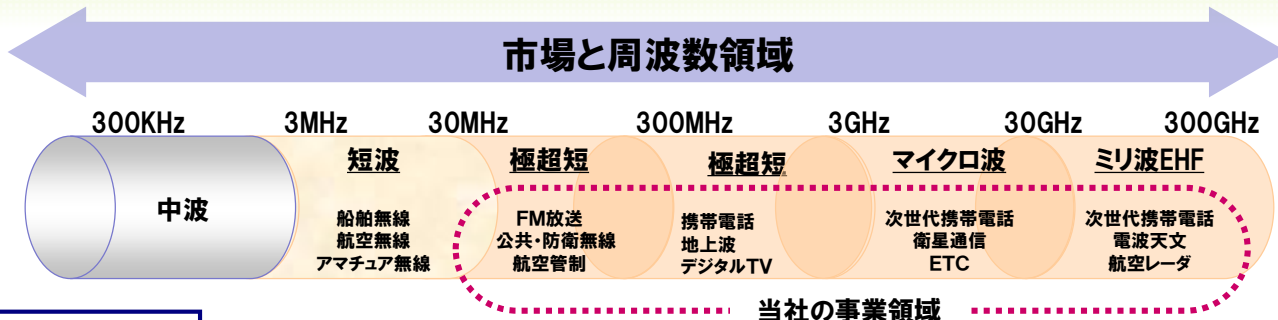 市場と周波数領域
300KHz 3MHz 30MHz 300MHz 3GHz 30GHz 300GHz
短波 極超短 極超短 マイクロ波 ミリ波EHF
中波
船舶無線 FM放送 携帯電話 次世代携帯電話 次世代携帯電話
航空無線 公共・防衛無線 地上波 衛星通信 電波天文
アマチュア無線 航空管制 デジタルTV ETC 航空レーダ
当社の事業領域